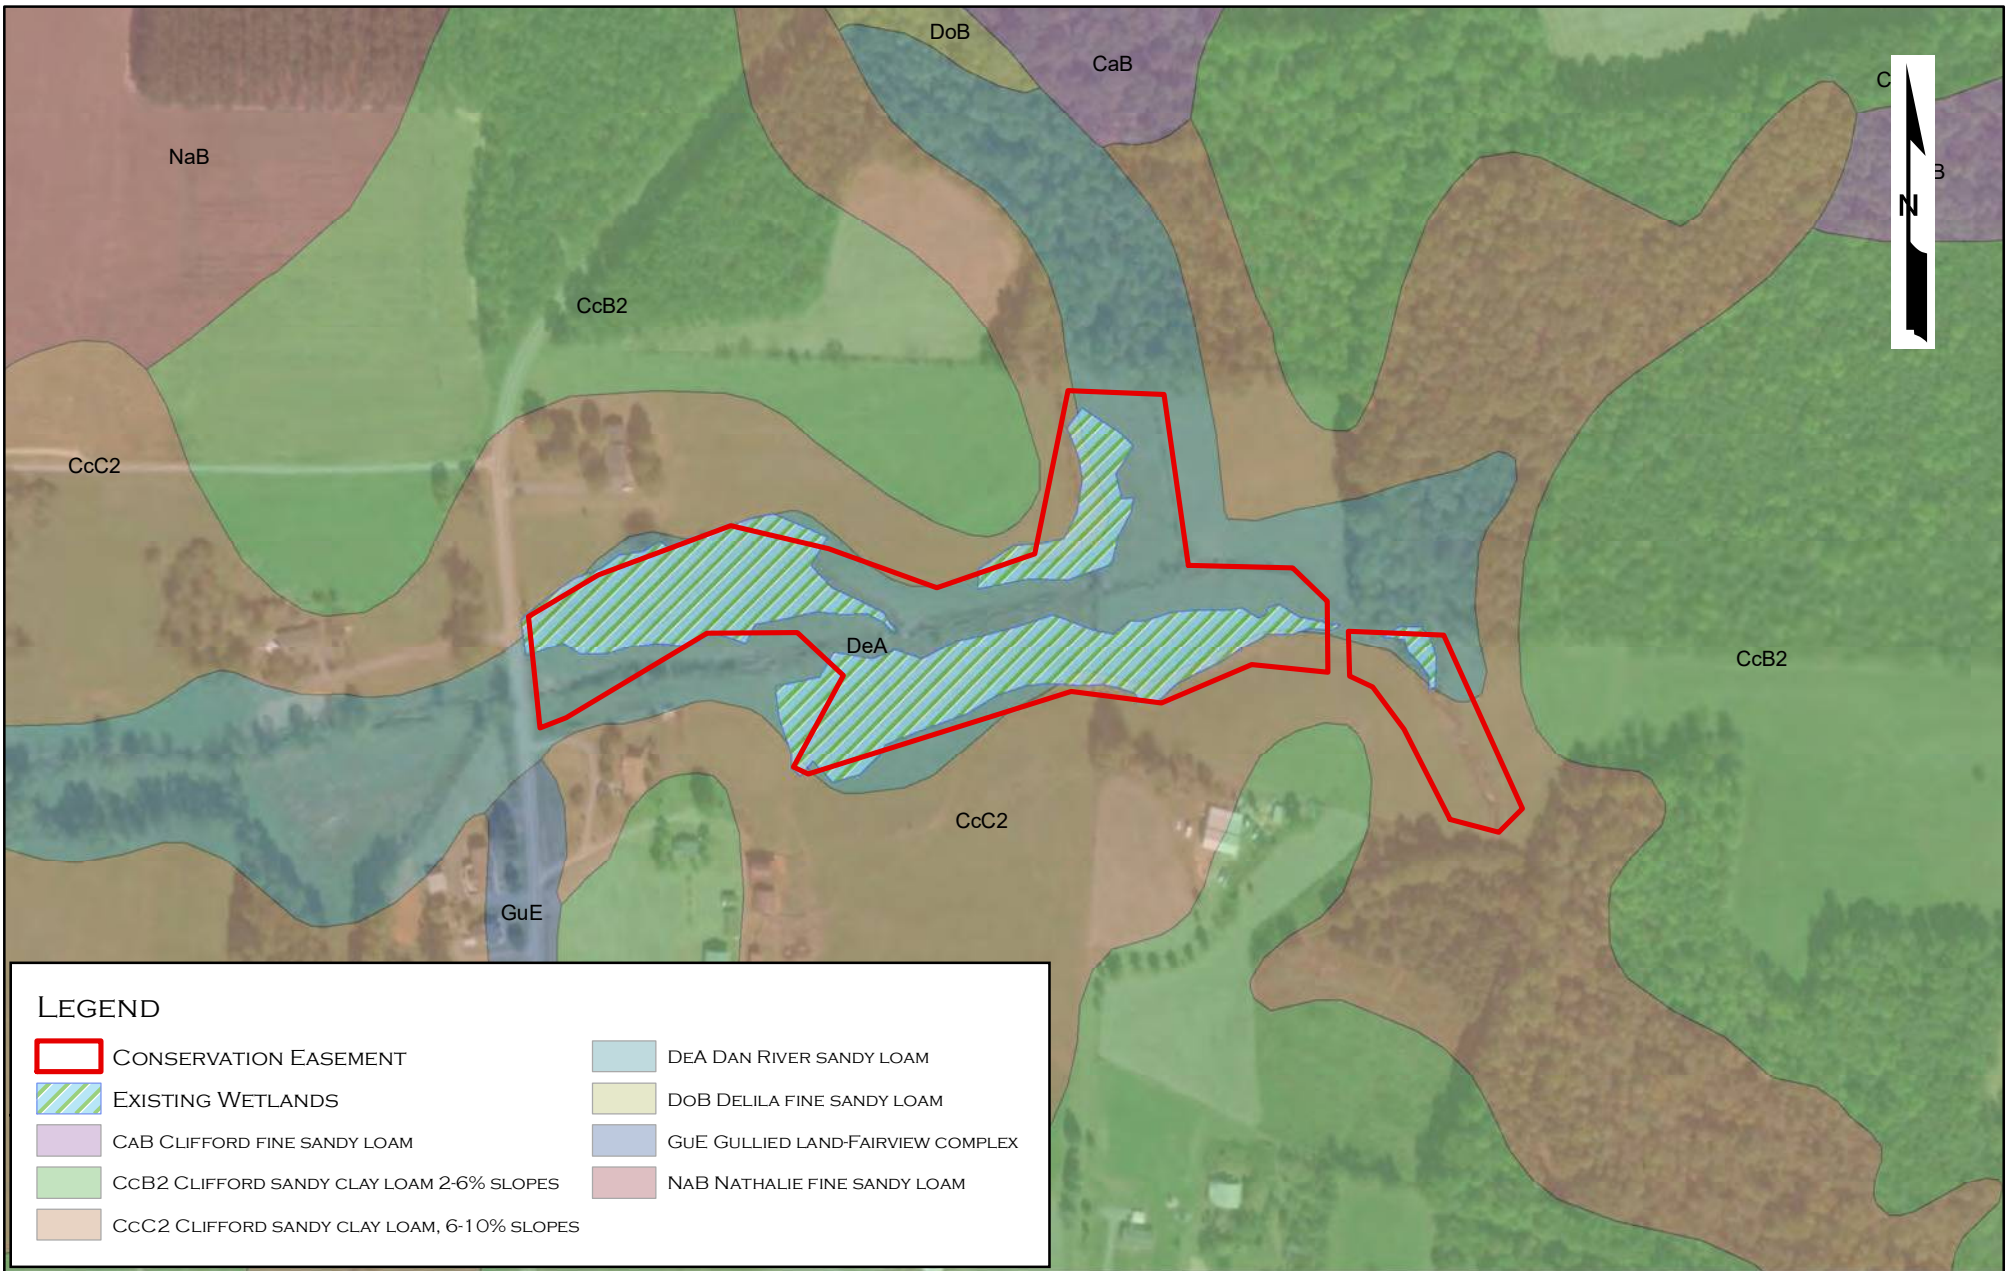 DoB
CaB
C
NaB
B
N
CcB2
CcC2
DeA
CcB2
CcC2
GuE
LEGEND
CONSERVATION EASEMENT
EXISTING WETLANDS
CAB CLIFFORD FINE SANDY LOAM
CCB2 CLIFFORD SANDY CLAY LOAM 2-6% SLOPES
CCC2 CLIFFORD SANDY CLAY LOAM, 6-10% SLOPES
DEA DAN RIVER SANDY LOAM
DOB DELILA FINE SANDY LOAM
GUE GULLIED LAND-FAIRVIEW COMPLEX
NAB NATHALIE FINE SANDY LOAM